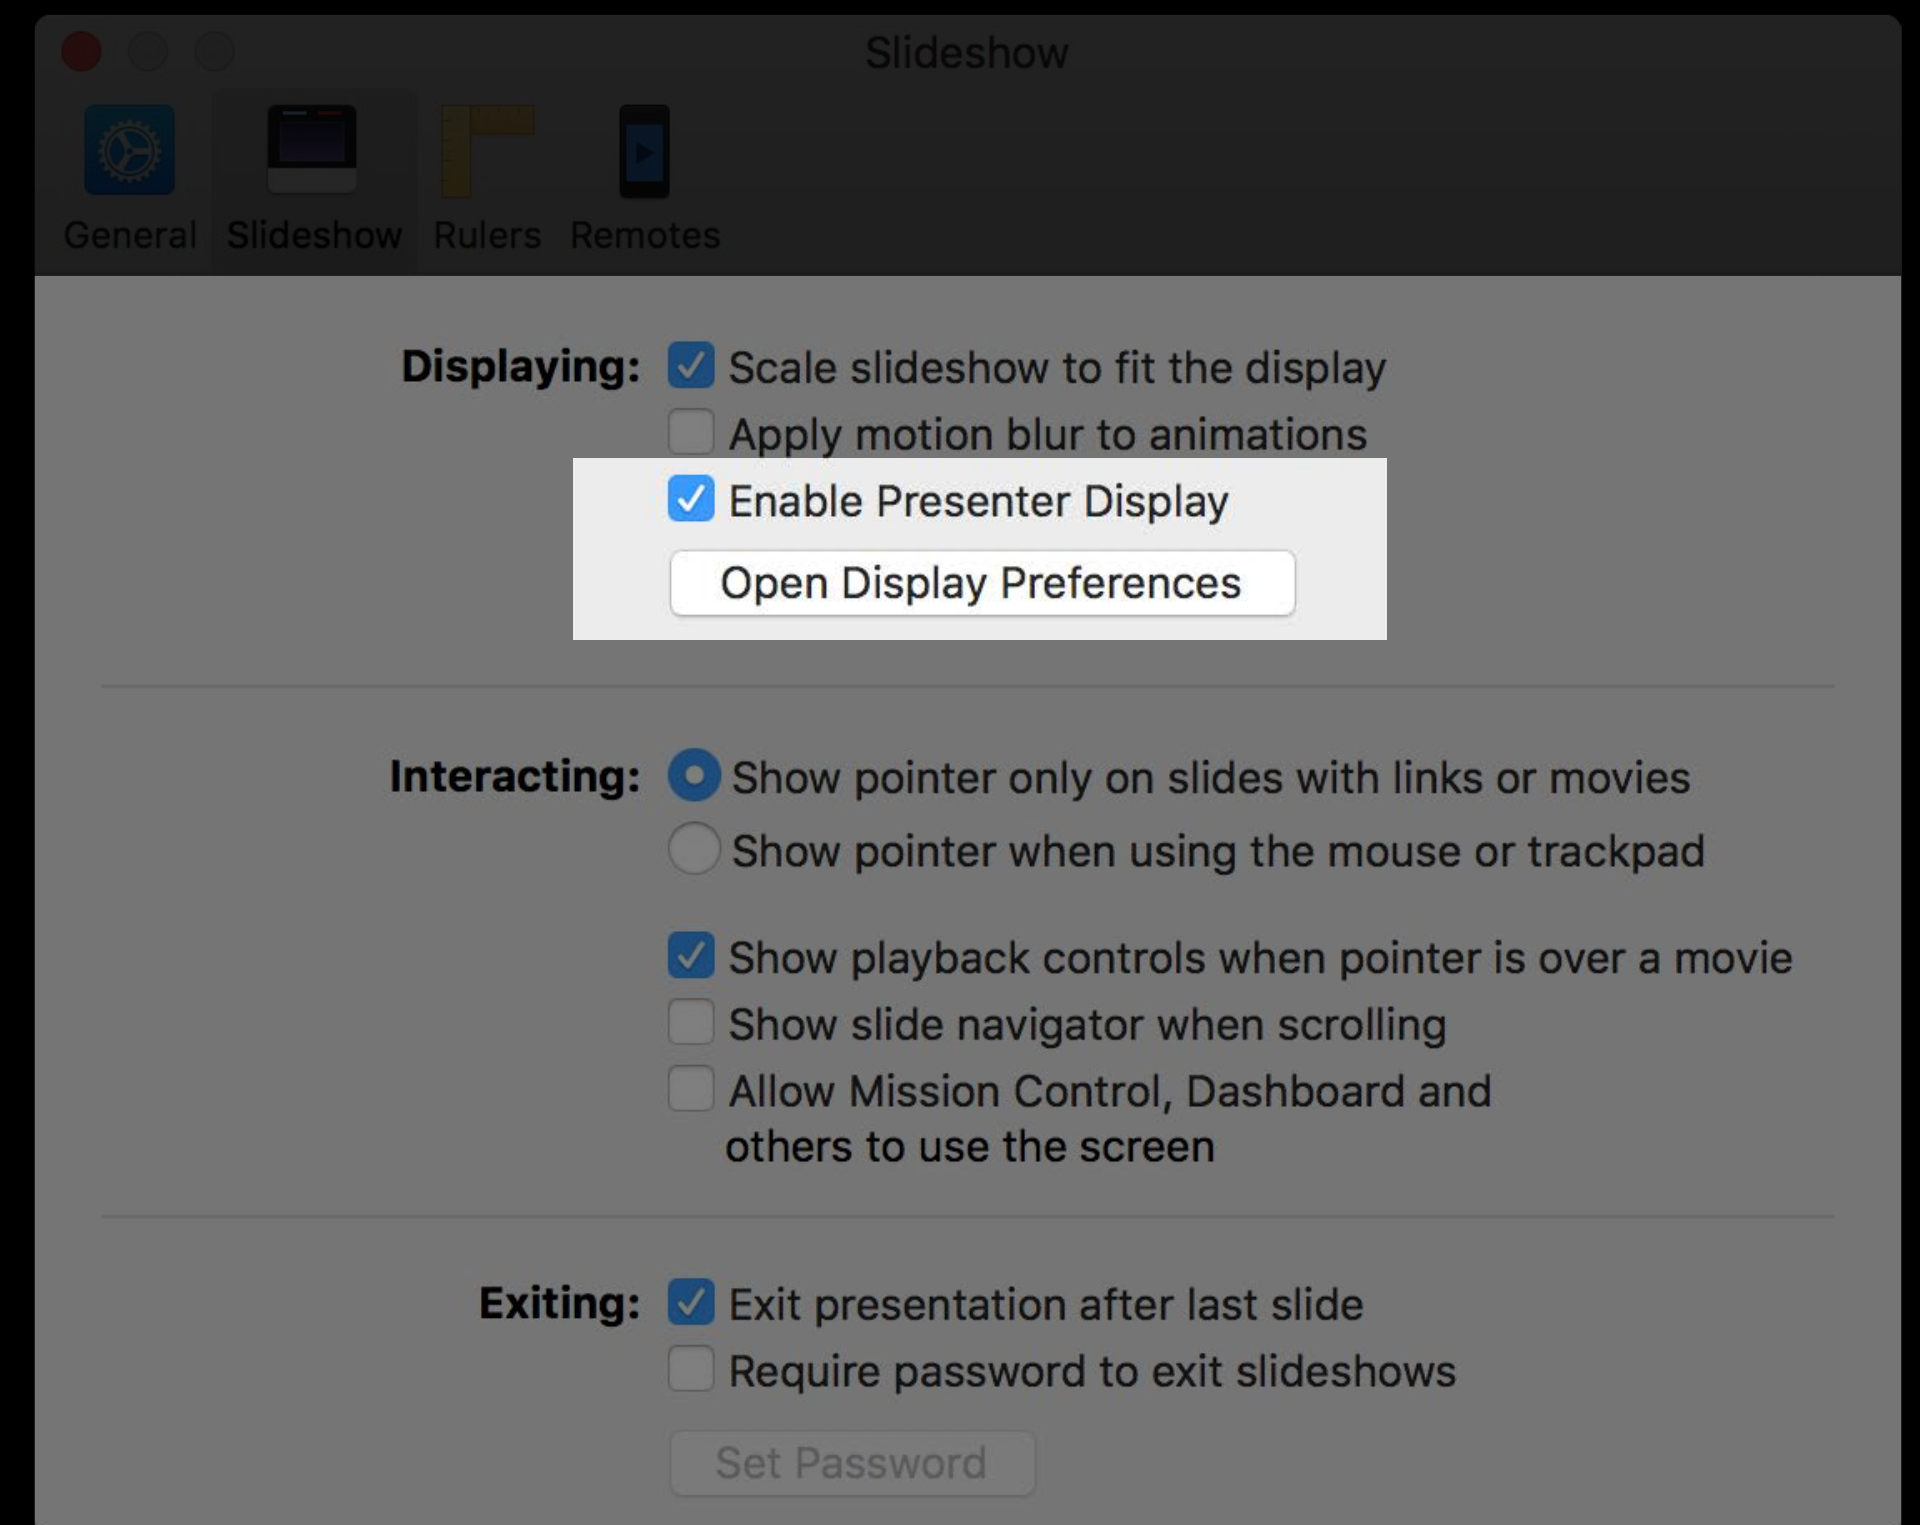 Slideshow
General Slideshow Rulers Remotes
Displaying: Scale slideshow to fit the display
Apply motion blur to animations
Enable Presenter Display
Open Display Preferences
Interacting: Show pointer only on slides with links or movies
Show pointer when using the mouse or trackpad
Show playback controls when pointer is over a movie
Show slide navigator when scrolling
Allow Mission Control, Dashboard and
others to use the screen
Exiting: Exit presentation after last slide
Require password to exit slideshows
Set Password